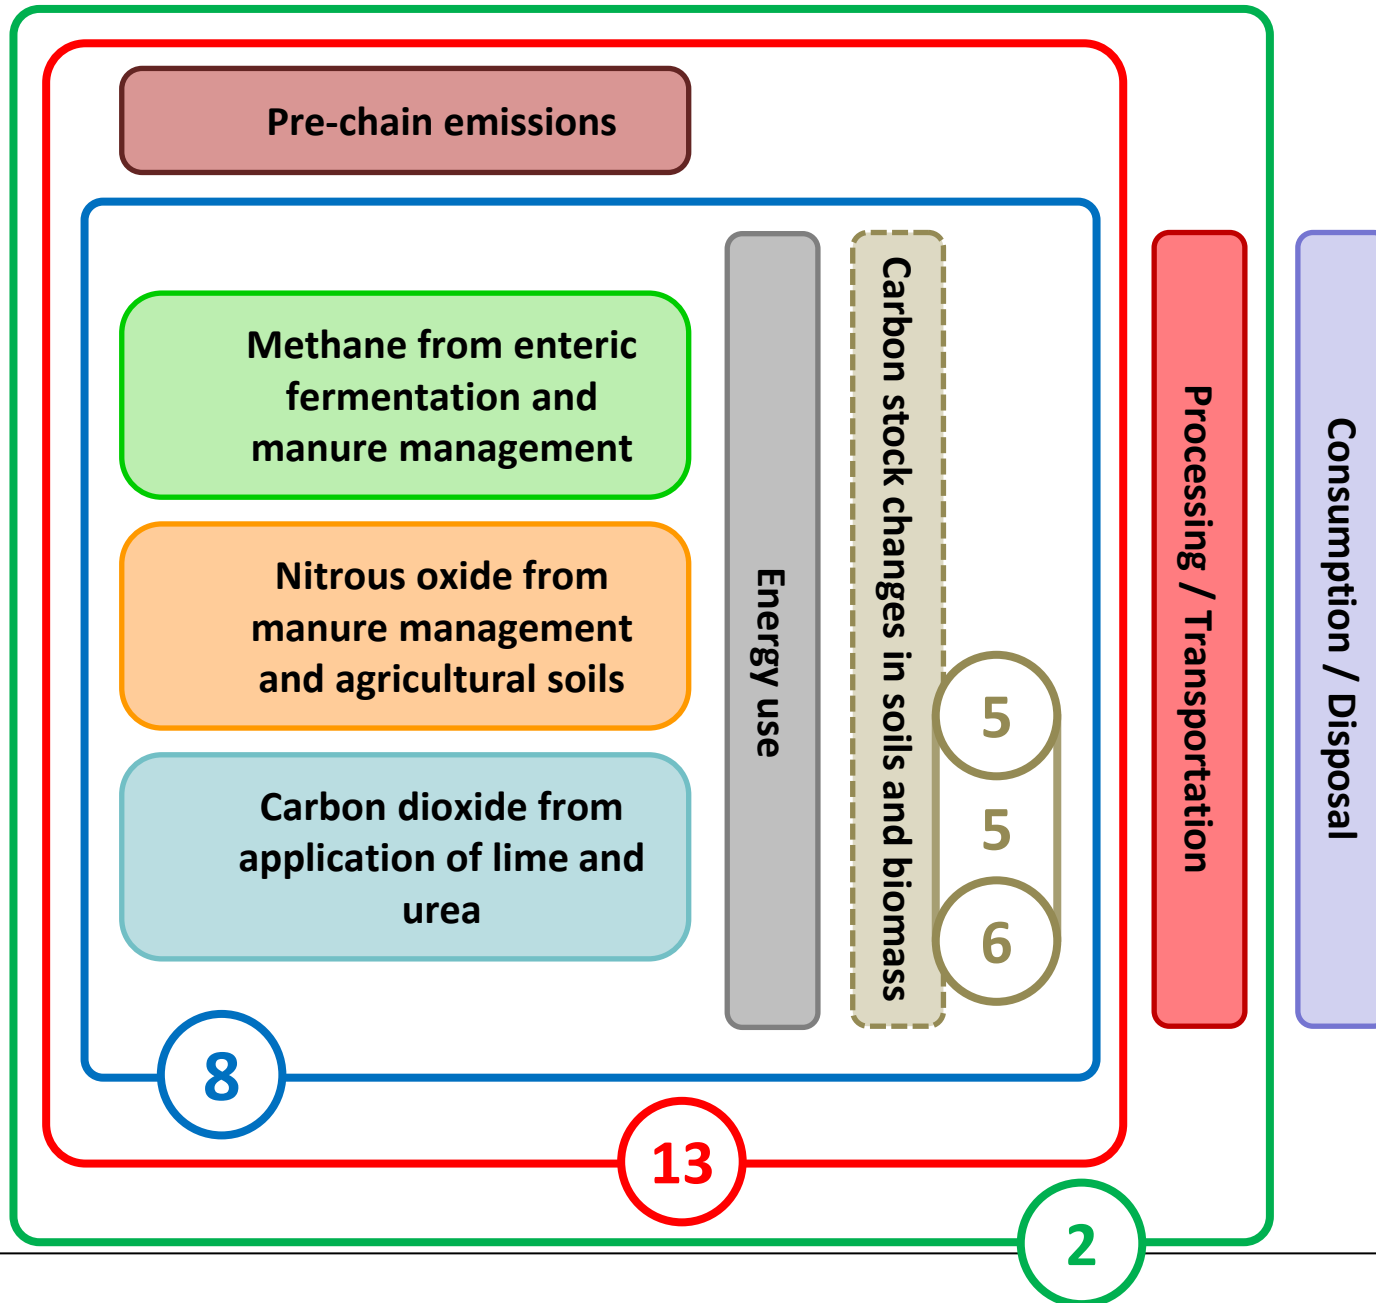 Pre-chain emissions
Methane from enteric
fermentation and
manure management
Nitrous oxide from
manure management
and agricultural soils
Carbon dioxide from
application of lime and
urea
Energy use
Carbon stock changes in soils and biomass
5
5
6
Processing / Transportation
Consumption / Disposal
8
13
2